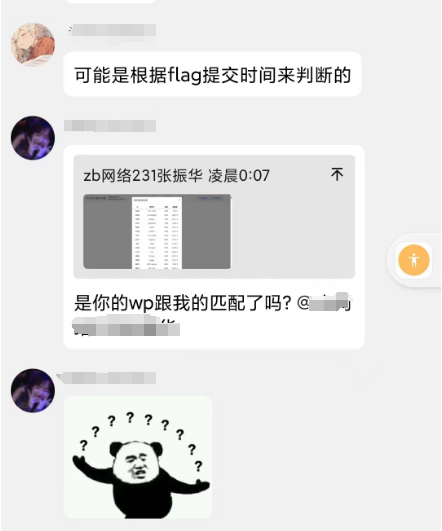 可能是根据flag提交时间来判断的
zb网络231张振华 凌晨0:07
是你的wp跟我的匹配了吗? @
? ? ? ? ? ? ? ?